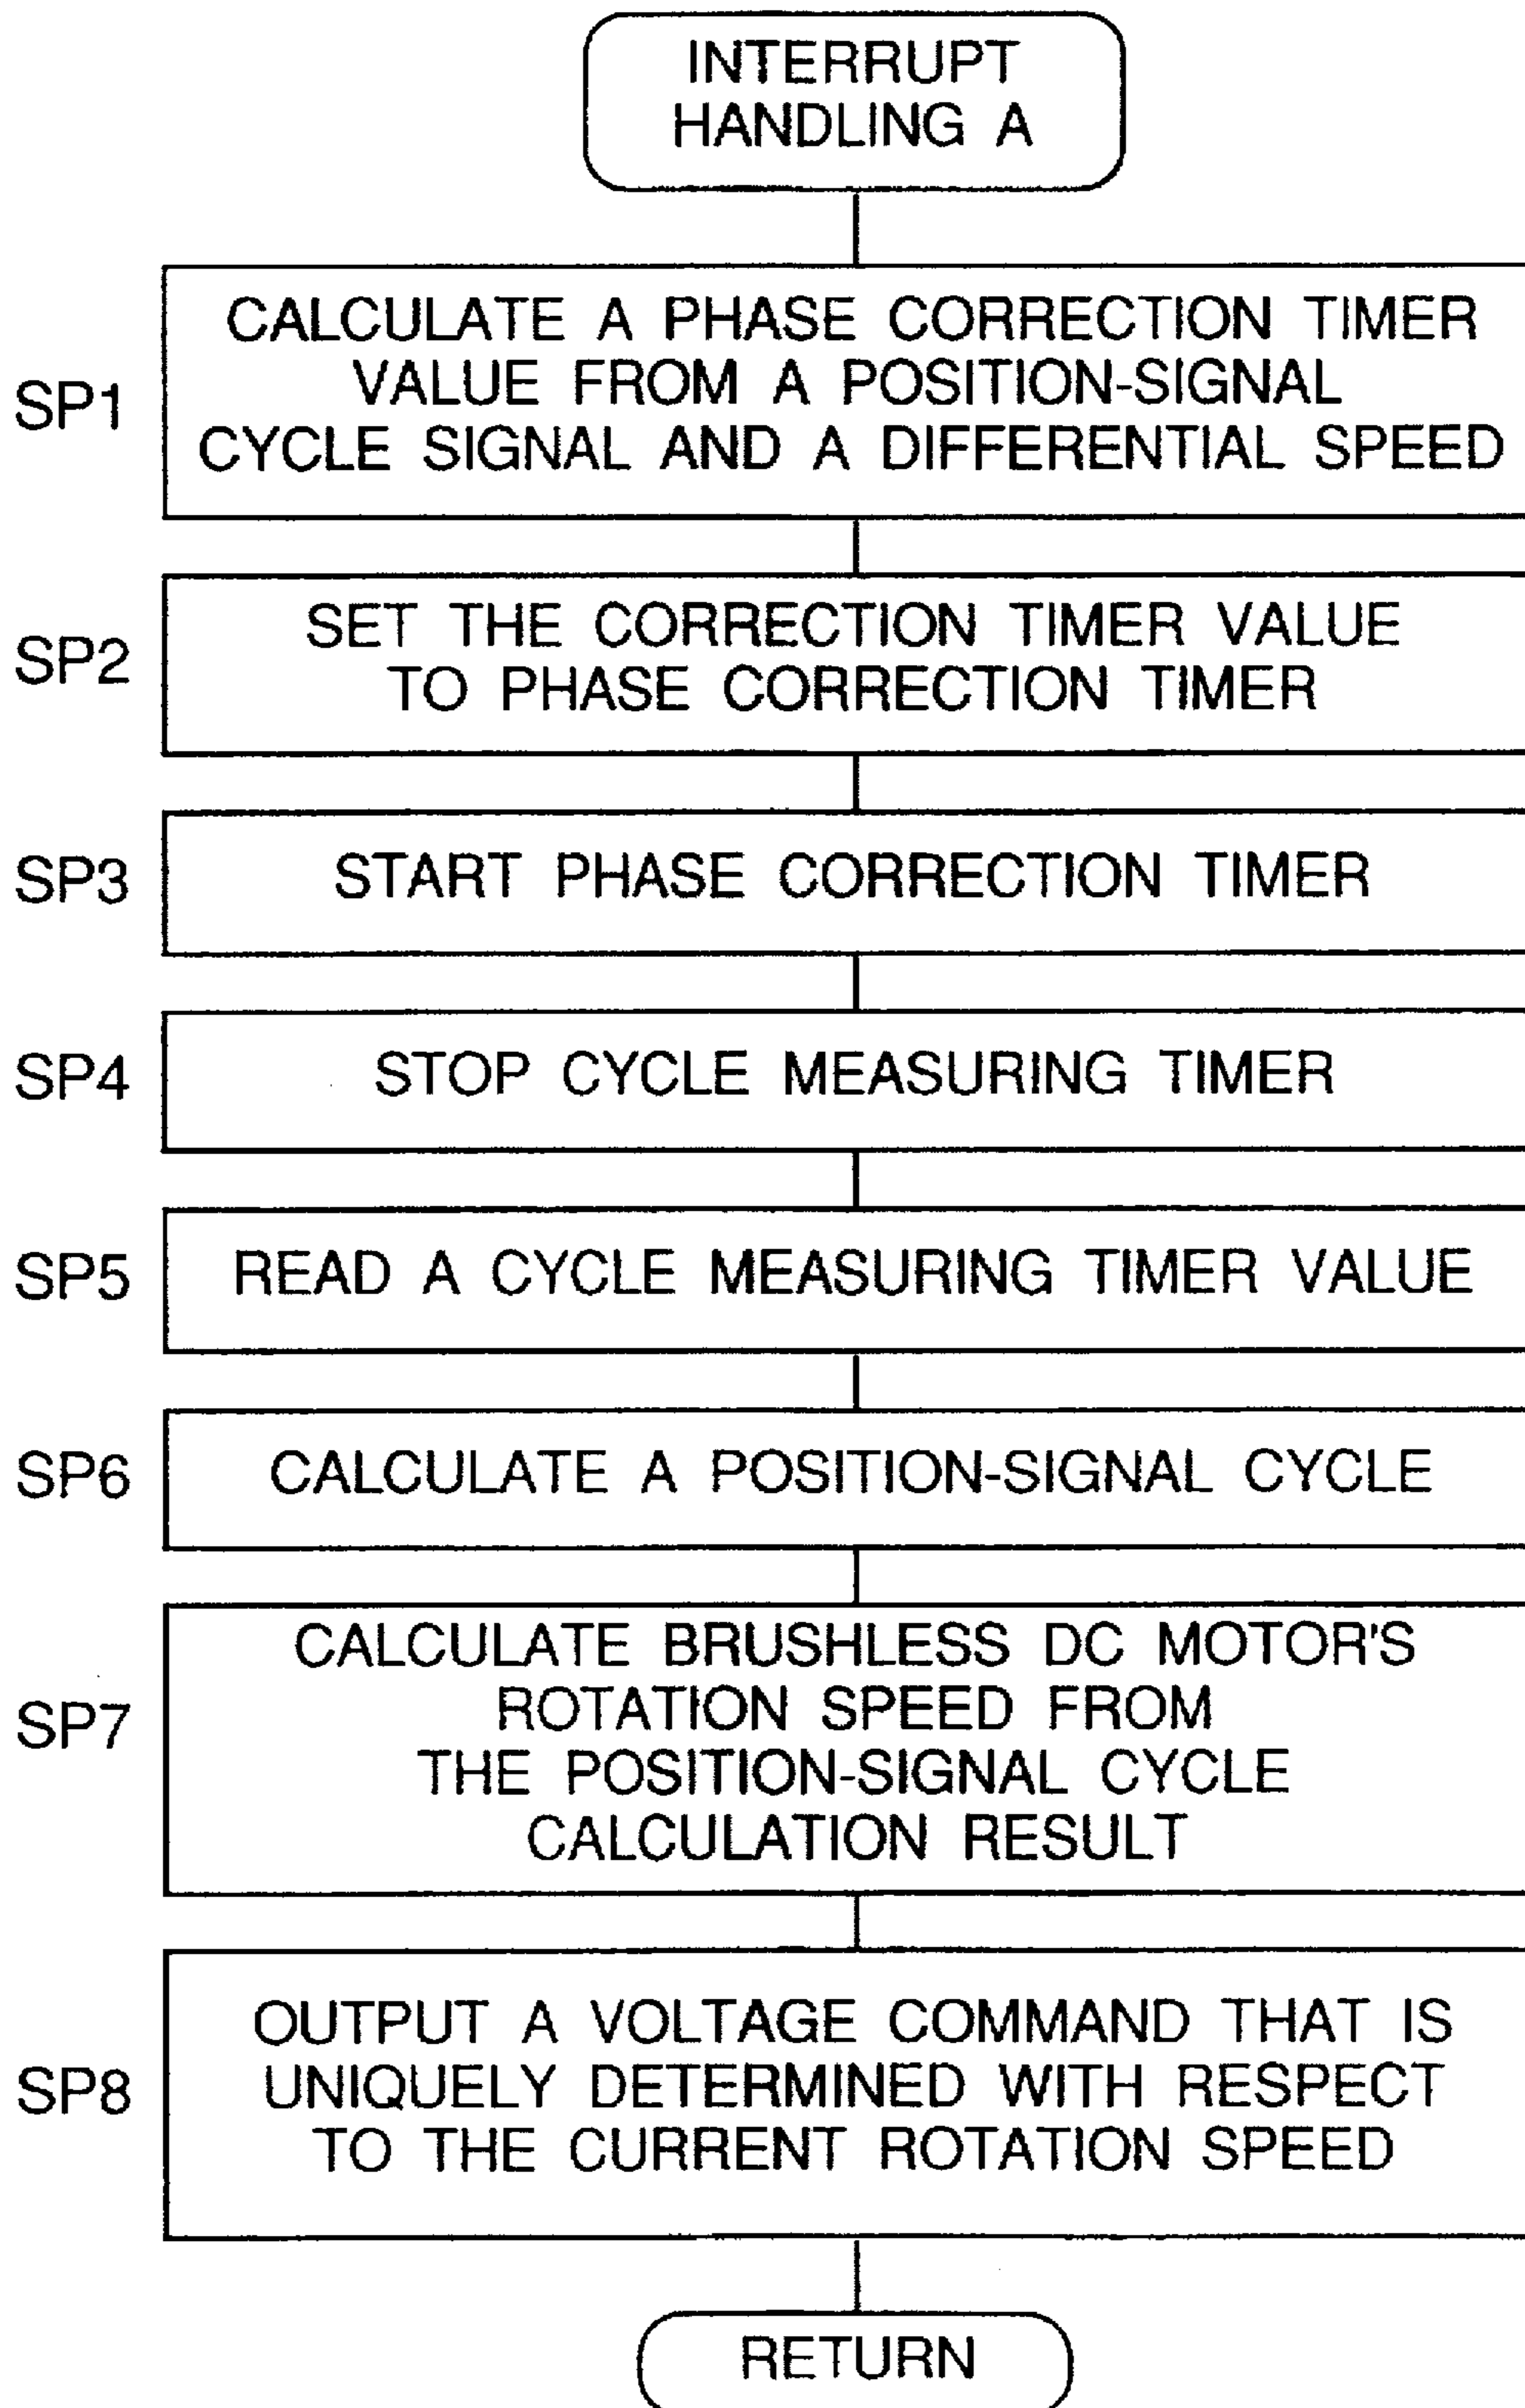 INTERRUPT
HANDLING A
SP1
CALCULATE A PHASE CORRECTION TIMER
VALUE FROM A POSITION-SIGNAL
CYCLE SIGNAL AND A DIFFERENTIAL SPEED
SP2
SET THE CORRECTION TIMER VALUE
TO PHASE CORRECTION TIMER
SP3
START PHASE CORRECTION TIMER
SP4
STOP CYCLE MEASURING TIMER
SP5
READ A CYCLE MEASURING TIMER VALUE
SP6
CALCULATE A POSITION-SIGNAL CYCLE
SP7
CALCULATE BRUSHLESS DC MOTOR'S
ROTATION SPEED FROM
THE POSITION-SIGNAL CYCLE
CALCULATION RESULT
SP8
OUTPUT A VOLTAGE COMMAND THAT IS
UNIQUELY DETERMINED WITH RESPECT
TO THE CURRENT ROTATION SPEED
RETURN